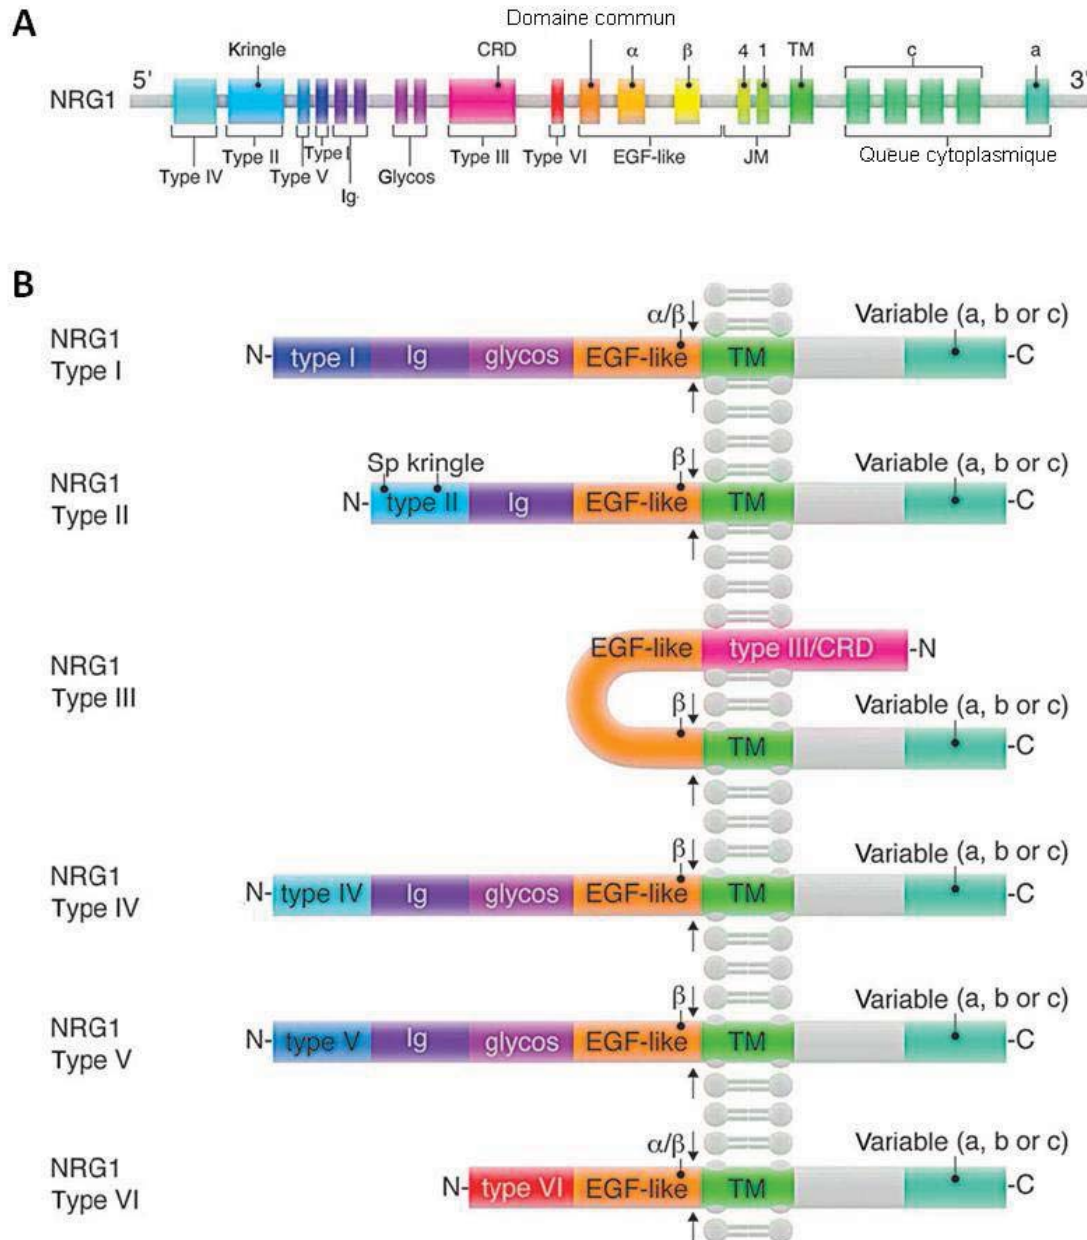 A
Domaine commun
Kringle
CRD
α
β
4
1
TM
c
a
5'
3'
NRG1
Type IV
Type II
Type V
Type I
Ig
Glycos
Type III
Type VI
EGF-like
JM
Queue cytoplasmique
B
NRG1
Type I
α/β
Variable (a, b or c)
N-
type I
Ig
glycos
EGF-like
TM
-C
NRG1
Type II
Sp kringle
β
Variable (a, b or c)
N-
type II
Ig
EGF-like
TM
-C
NRG1
Type III
EGF-like
type III/CRD
-N
β
Variable (a, b or c)
TM
-C
NRG1
Type IV
β
Variable (a, b or c)
N-
type IV
Ig
glycos
EGF-like
TM
-C
NRG1
Type V
β
Variable (a, b or c)
N-
type V
Ig
glycos
EGF-like
TM
-C
NRG1
Type VI
α/β
Variable (a, b or c)
N-
type VI
EGF-like
TM
-C